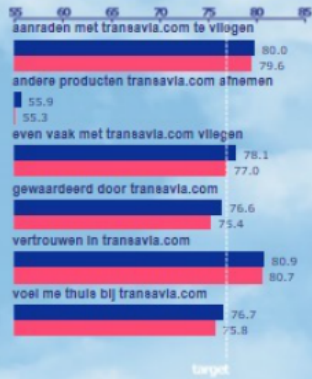 55 60 65 70 75 80 85
aanraden met transavia.com te vliegen
80.0
79.6
andere producten transavia.com afnemen
55.9
55.3
even vaak met transavia.com vliegen
78.1
77.0
gewaardeerd door transavia.com
76.6
75.4
vertrouwen in transavia.com
80.9
80.7
voel me thuis bij transavia.com
76.7
75.8
target